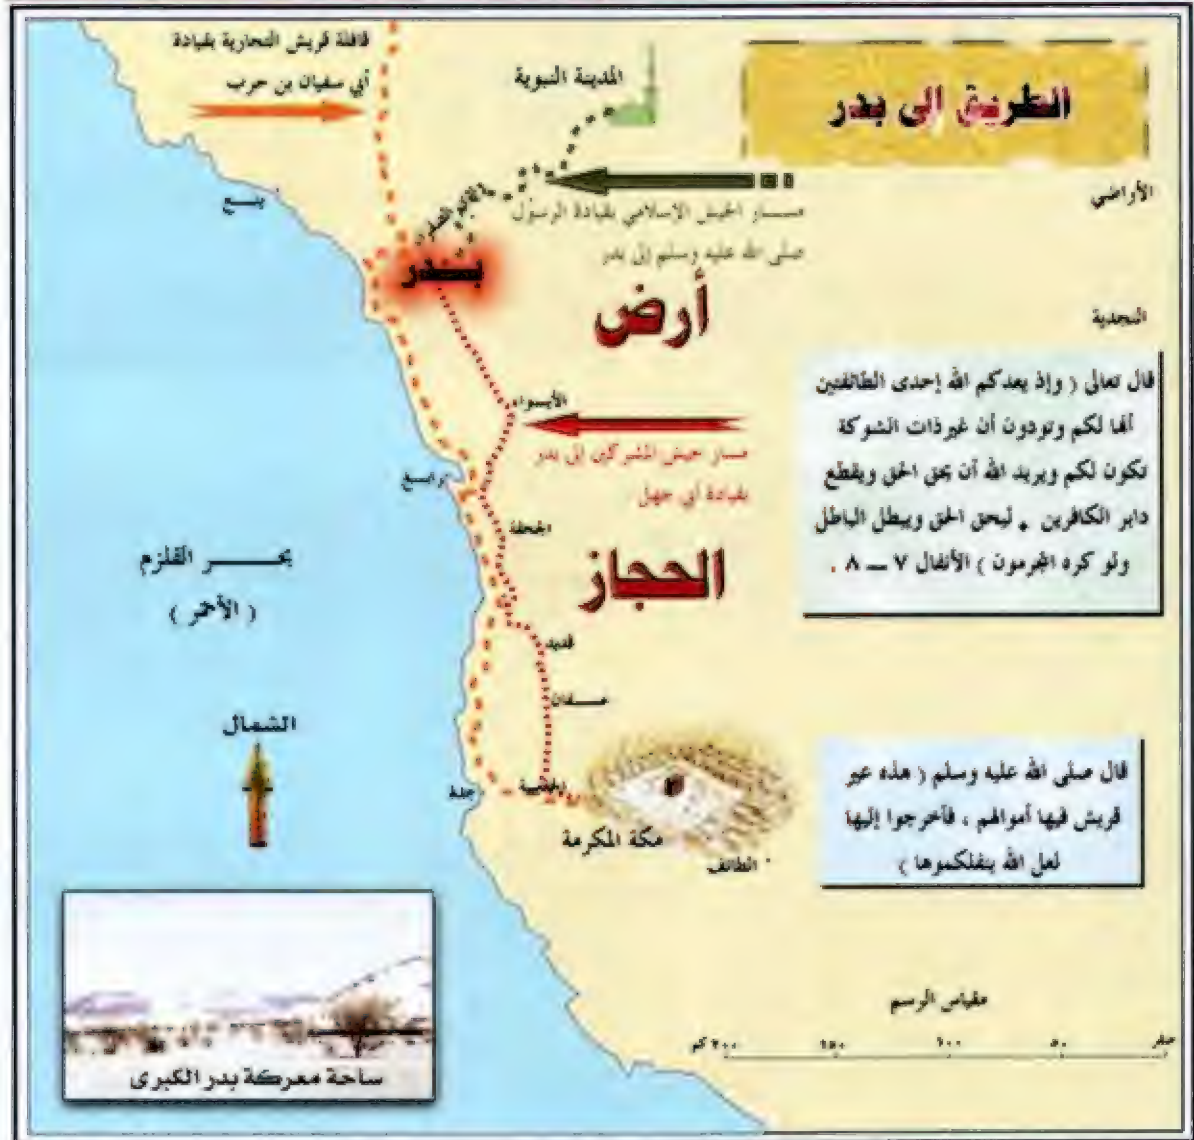 الطريق إلى بدر
قافلة قريش التجارية بقيادة
أبي سفيان بن حرب
المدينة النبوية
مسار الجيش الإسلامي بقيادة الرسول
صلى الله عليه وسلم إلى بدر
الأراضي
النجدية
ينبع
بدر
أرض
الحجاز
قال تعالى ( وإذ يعدكم الله إحدى الطائفتين
أنها لكم وتودون أن غير ذات الشوكة
تكون لكم ويريد الله أن يحق الحق ويقطع
دابر الكافرين . ليحق الحق ويبطل الباطل
ولو كره المجرمون ) الأنفال ٧ – ٨ .
الأبواء
مسار جيش المشركين إلى بدر
بقيادة أبي جهل
رابغ
الجحفة
بحر القلزم
( الأحمر )
قديد
عسفان
الشمال
جدة
مكة المكرمة
الطائف
قال صلى الله عليه وسلم ( هذه عير
قريش فيها أموالهم ، فأخرجوا إليها
لعل الله ينفلكموها )
مقياس الرسم
صفر ٥٠ ١٠٠ ١٥٠ ٢٠٠ كم
ساحة معركة بدر الكبرى